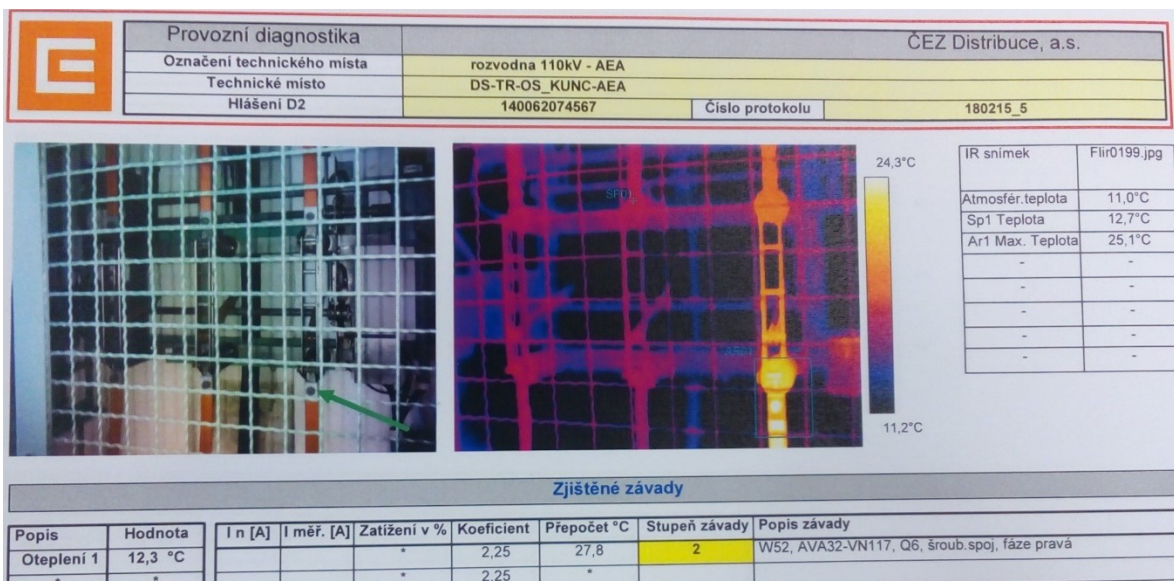 Provozní diagnostika ČEZ Distribuce, a.s.
Označení technického místa rozvodna 110kV - AEA
Technické místo DS-TR-OS_KUNC-AEA
Hlášení D2 140062074567 Číslo protokolu 180215_5
24,3°C
IR snímek Flir0199.jpg
Atmosfér.teplota 11,0°C
Sp1 Teplota 12,7°C
Ar1 Max. Teplota 25,1°C
- -
- -
- -
- -
- -
11,2°C
Zjištěné závady
Popis Hodnota I n [A] I měř. [A] Zatížení v % Koeficient Přepočet °C Stupeň závady Popis závady
Oteplení 1 12,3 °C * 2,25 27,8 2 W52, AVA32-VN117, Q6, šroub.spoj, fáze pravá
* * * 2,25 *